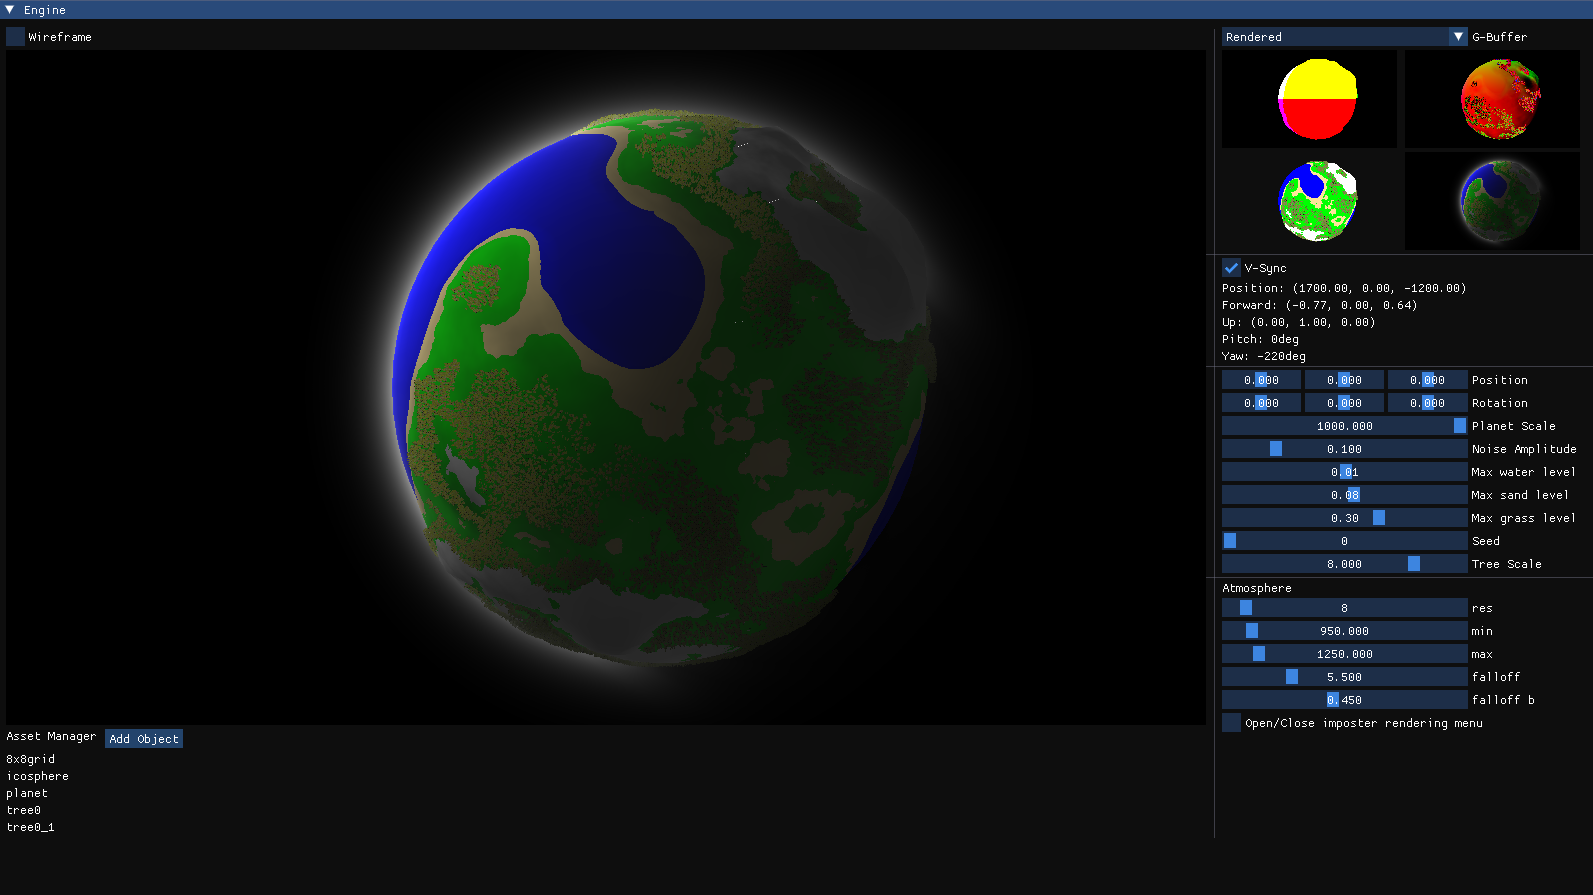 Engine
Wireframe
Rendered G-Buffer
V-Sync
Position: (1700.00, 0.00, -1200.00)
Forward: (-0.77, 0.00, 0.64)
Up: (0.00, 1.00, 0.00)
Pitch: 0deg
Yaw: -220deg
0.000 0.000 0.000 Position
0.000 0.000 0.000 Rotation
1000.000 Planet Scale
0.100 Noise Amplitude
0.01 Max water level
0.08 Max sand level
0.30 Max grass level
0 Seed
8.000 Tree Scale
Atmosphere
8 res
950.000 min
1250.000 max
5.500 falloff
0.450 falloff b
Open/Close imposter rendering menu
Asset Manager Add Object
8x8grid
icosphere
planet
tree0
tree0_1